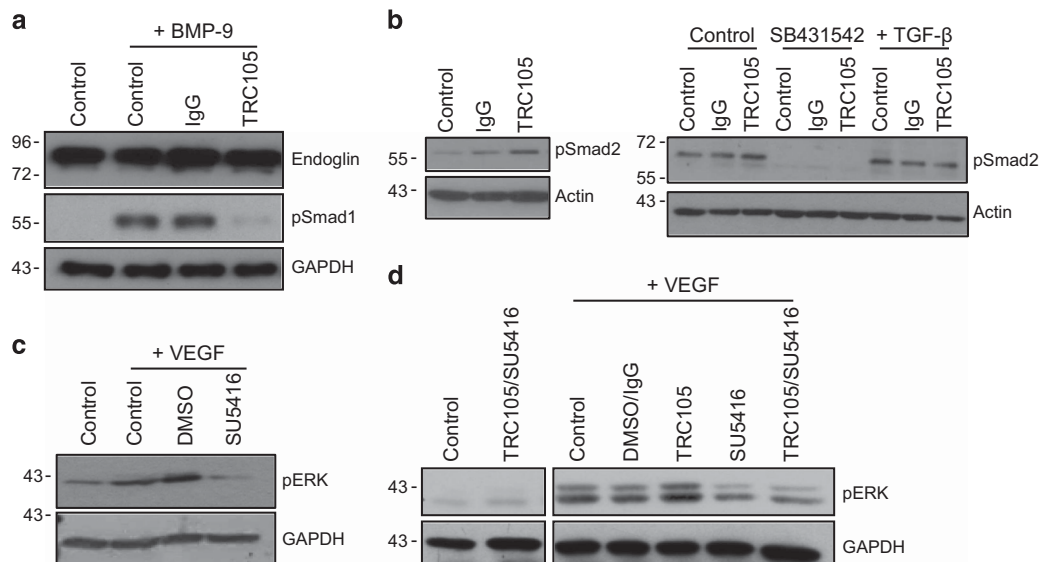 a
+ BMP-9
Control
Control
IgG
TRC105
96-
72-
Endoglin
55-
pSmad1
43-
GAPDH
b
Control
IgG
TRC105
55-
pSmad2
43-
Actin
Control
SB431542
+ TGF-β
Control
IgG
TRC105
Control
IgG
TRC105
Control
IgG
TRC105
72-
55-
pSmad2
43-
Actin
c
+ VEGF
Control
Control
DMSO
SU5416
43-
pERK
43-
GAPDH
d
+ VEGF
Control
TRC105/SU5416
Control
DMSO/IgG
TRC105
SU5416
TRC105/SU5416
43-
pERK
43-
GAPDH